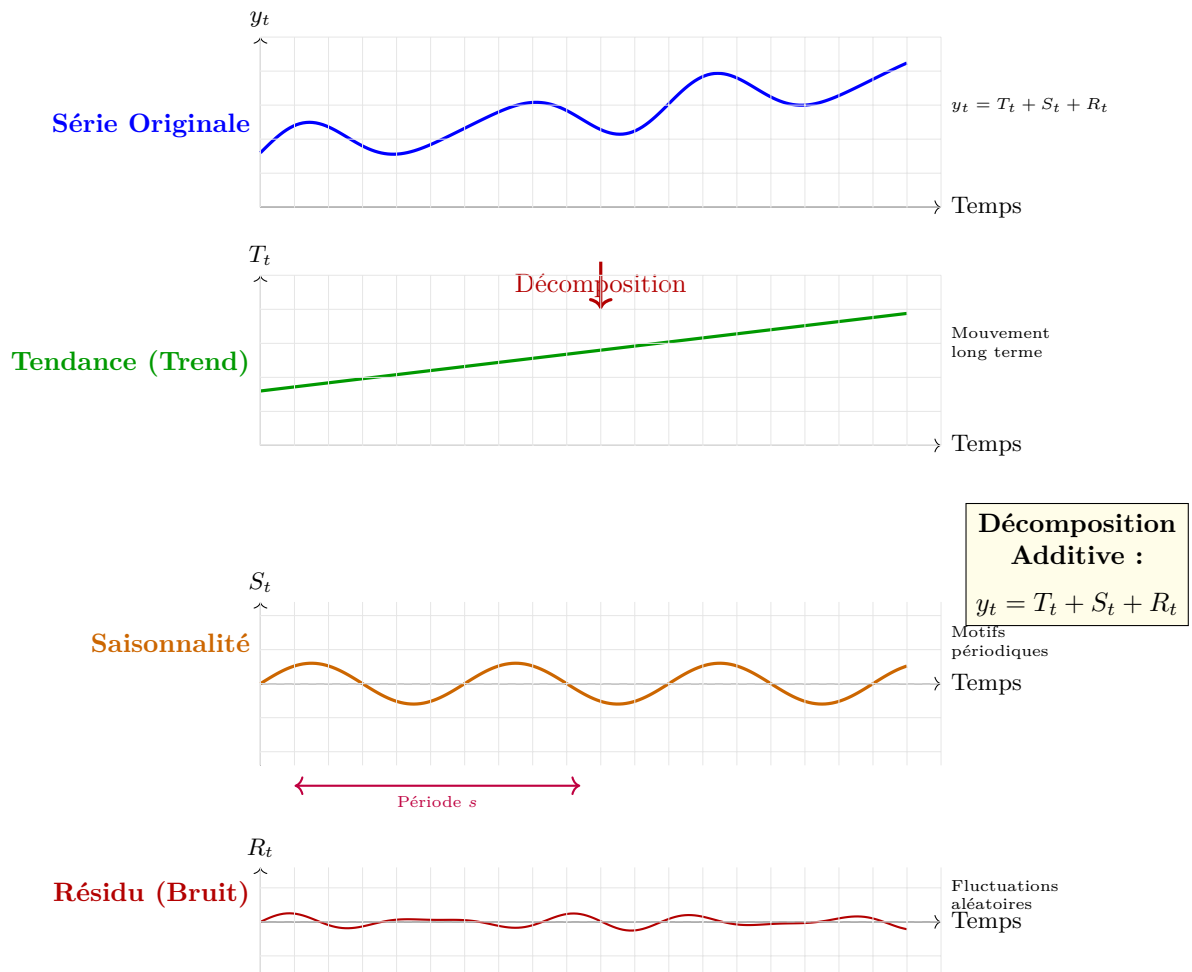 y_t
Série Originale
y_t = T_t + S_t + R_t
Temps
T_t
Décomposition
Tendance (Trend)
Mouvement
long terme
Temps
Décomposition
Additive :
y_t = T_t + S_t + R_t
S_t
Saisonnalité
Motifs
périodiques
Temps
Période s
R_t
Résidu (Bruit)
Fluctuations
aléatoires
Temps